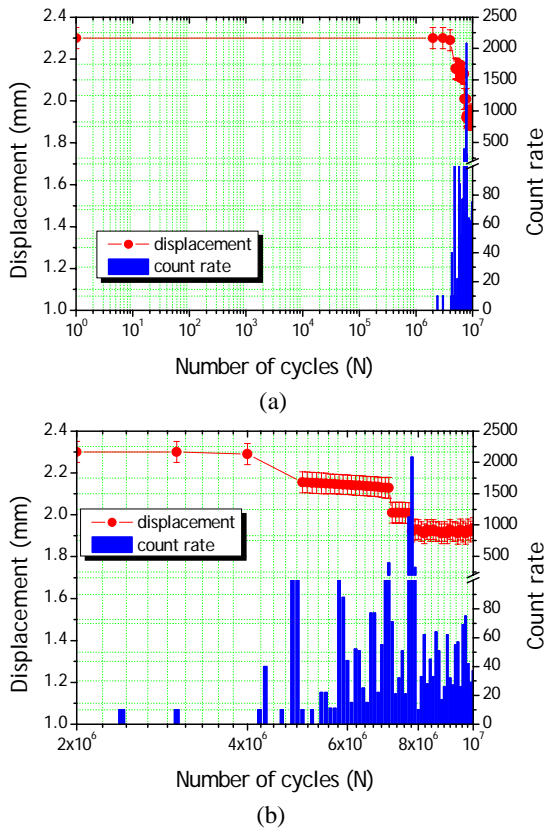 2.4
2.2
2.0
1.8
1.6
1.4
1.2
1.0
Displacement (mm)
2500
2000
1500
1000
500
80
60
40
20
0
Count rate
displacement
count rate
10^0 10^1 10^2 10^3 10^4 10^5 10^6 10^7
Number of cycles (N)
(a)
2.4
2.2
2.0
1.8
1.6
1.4
1.2
1.0
Displacement (mm)
2500
2000
1500
1000
500
80
60
40
20
0
Count rate
displacement
count rate
2x10^6 4x10^6 6x10^6 8x10^6 10^7
Number of cycles (N)
(b)